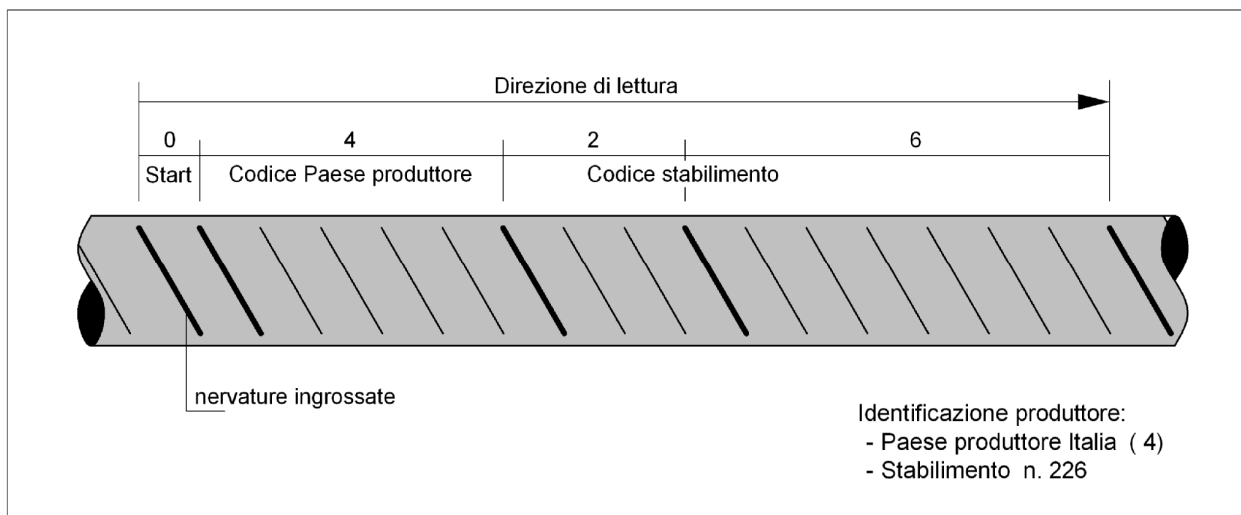 Direzione di lettura
0 4 2 6
Start Codice Paese produttore Codice stabilimento
nervature ingrossate
Identificazione produttore:
- Paese produttore Italia ( 4)
- Stabilimento n. 226